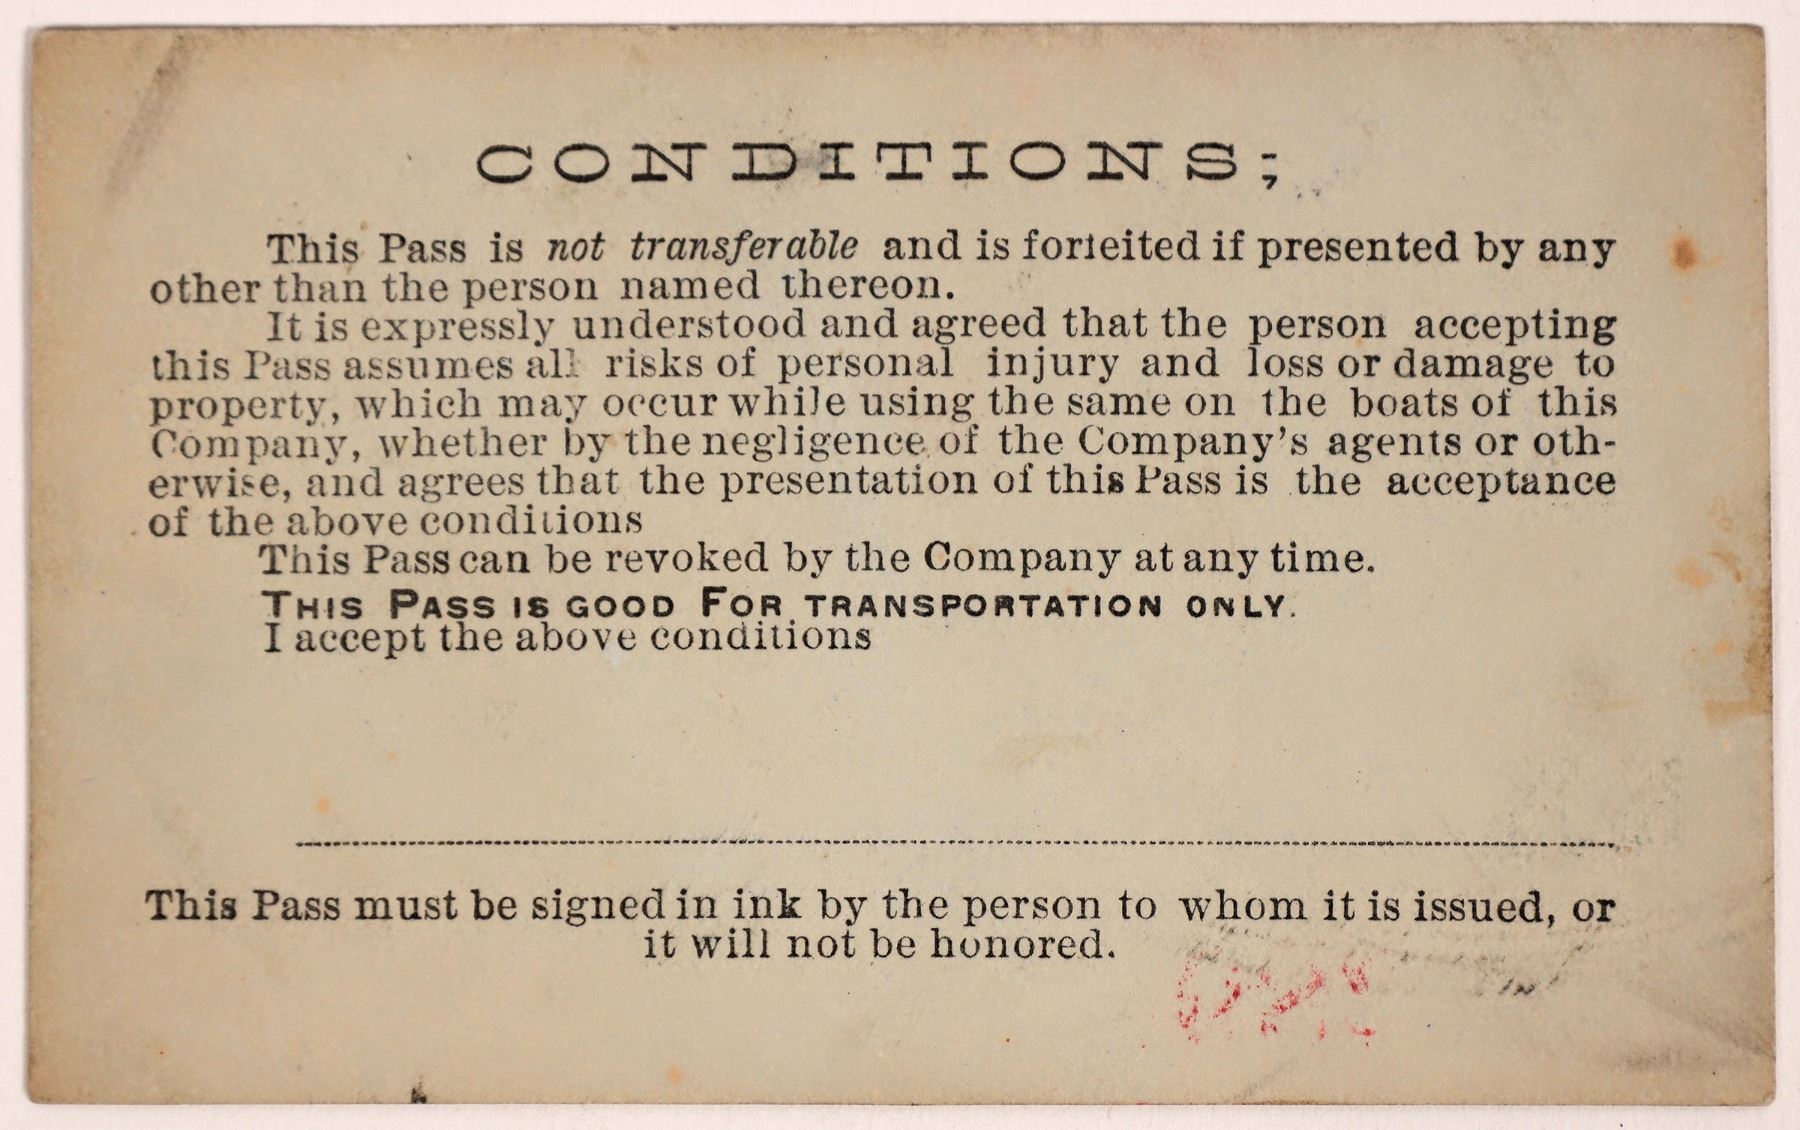 CONDITIONS;
This Pass is not transferable and is forfeited if presented by any
other than the person named thereon.
It is expressly understood and agreed that the person accepting
this Pass assumes all risks of personal injury and loss or damage to
property, which may occur while using the same on the boats of this
Company, whether by the negligence of the Company's agents or oth-
erwise, and agrees that the presentation of this Pass is the acceptance
of the above conditions
This Pass can be revoked by the Company at any time.
THIS PASS IS GOOD FOR TRANSPORTATION ONLY.
I accept the above conditions
This Pass must be signed in ink by the person to whom it is issued, or
it will not be honored.